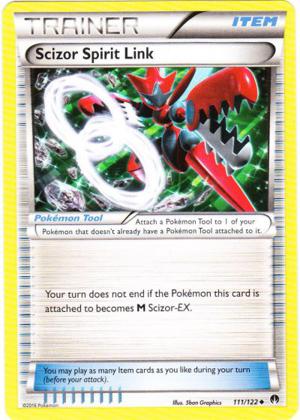 TRAINER ITEM
Scizor Spirit Link
Pokémon Tool
Attach a Pokémon Tool to 1 of your
Pokémon that doesn't already have a Pokémon Tool attached to it.
Your turn does not end if the Pokémon this card is
attached to becomes M Scizor-EX.
You may play as many Item cards as you like during your turn
(before your attack).
©2016 Pokémon Illus. 5ban Graphics 111/122